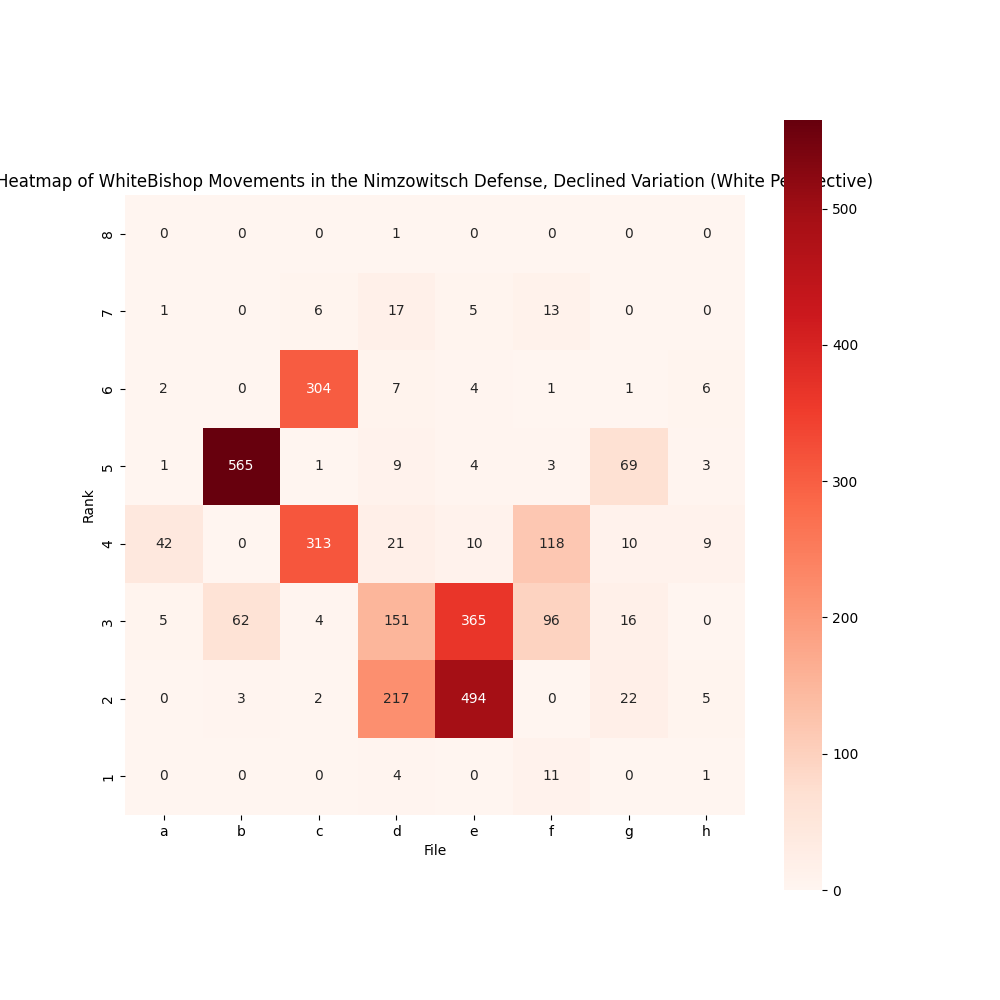 Heatmap of WhiteBishop Movements in the Nimzowitsch Defense, Declined Variation (White Pe ective)
8 0 0 0 1 0 0 0 0
7 1 0 6 17 5 13 0 0
6 2 0 304 7 4 1 1 6
5 1 565 1 9 4 3 69 3
4 42 0 313 21 10 118 10 9
3 5 62 4 151 365 96 16 0
2 0 3 2 217 494 0 22 5
1 0 0 0 4 0 11 0 1
a b c d e f g h
File
Rank
500
400
300
200
100
0